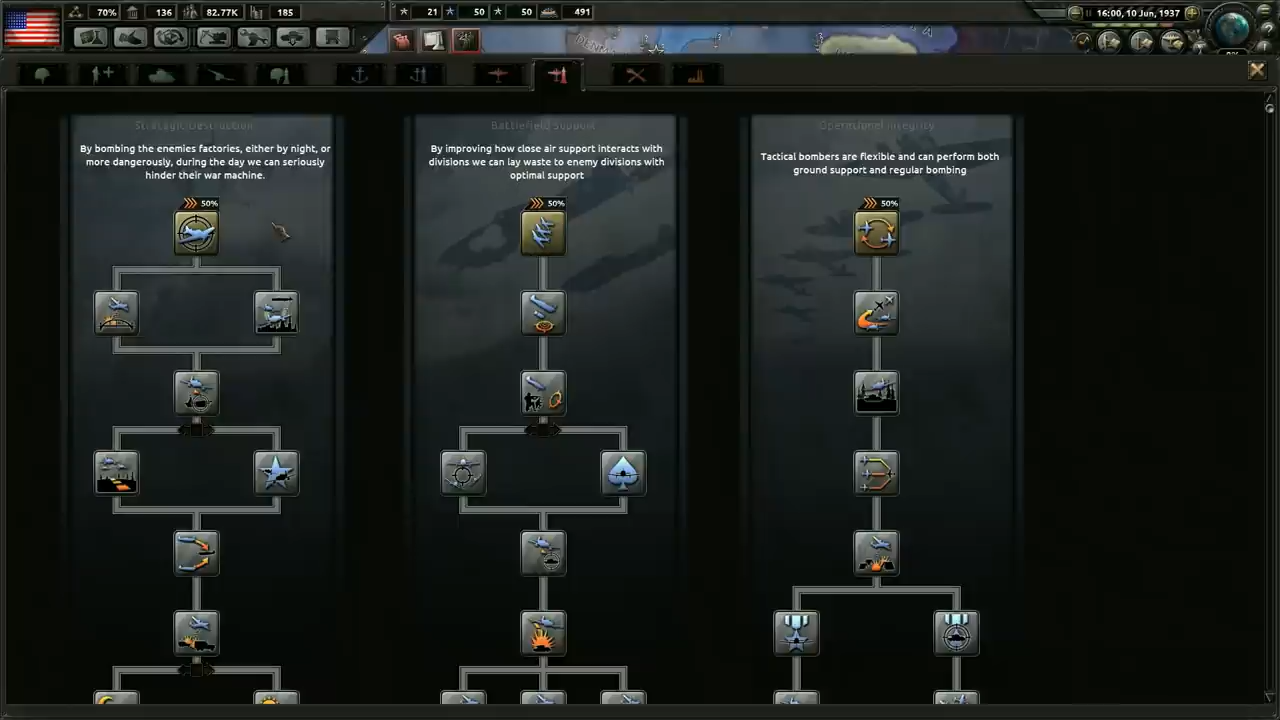 70% 136 82.77K 185 21 50 50 491 16:00, 10 Jun, 1937
Strategic Destruction
By bombing the enemies factories, either by night, or
more dangerously, during the day we can seriously
hinder their war machine.
50%
Battlefield Support
By improving how close air support interacts with
divisions we can lay waste to enemy divisions with
optimal support
50%
Operational Integrity
Tactical bombers are flexible and can perform both
ground support and regular bombing
50%